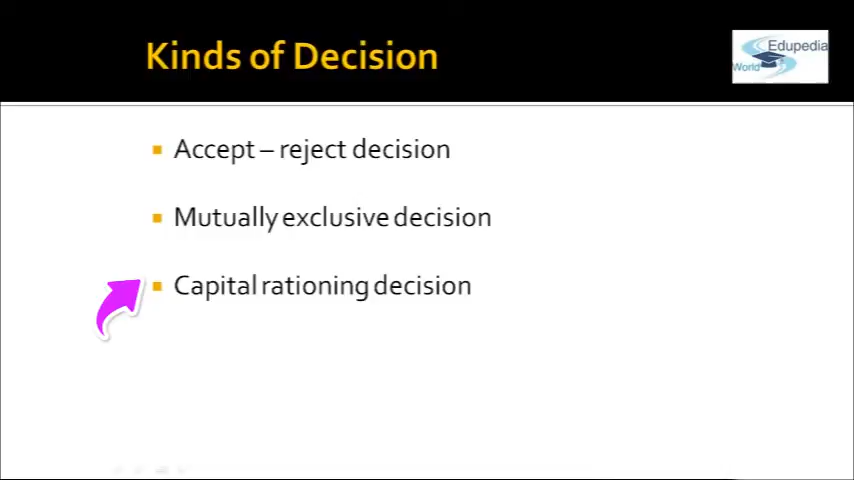 Kinds of Decision
Edupedia
World
Accept – reject decision
Mutually exclusive decision
Capital rationing decision